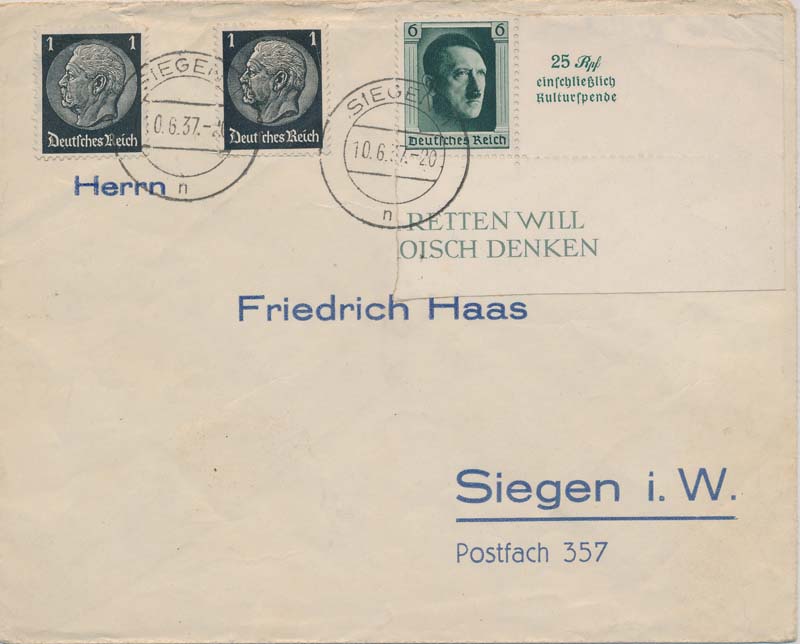 1 1
Deutsches Reich
1 1
Deutsches Reich
6 6
Deutsches Reich
25 Rpf
einschließlich
Kulturspende
SIEGEN
10.6.37.-20
n
SIEGEN
10.6.37.-20
n
RETTEN WILL
OISCH DENKEN
Herrn
Friedrich Haas
Siegen i. W.
Postfach 357